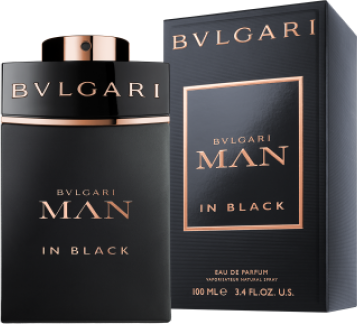 BVLGARI
BVLGARI
MAN
IN BLACK
BVLGARI
BVLGARI
MAN
IN BLACK
EAU DE PARFUM
VAPORISATEUR NATURAL SPRAY
100 ML ℮ 3.4 FL.OZ. U.S.